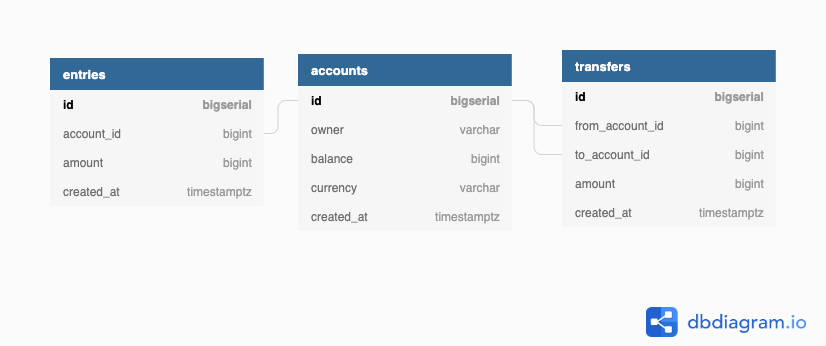 entries
id bigserial
account_id bigint
amount bigint
created_at timestamptz
accounts
id bigserial
owner varchar
balance bigint
currency varchar
created_at timestamptz
transfers
id bigserial
from_account_id bigint
to_account_id bigint
amount bigint
created_at timestamptz
dbdiagram.io